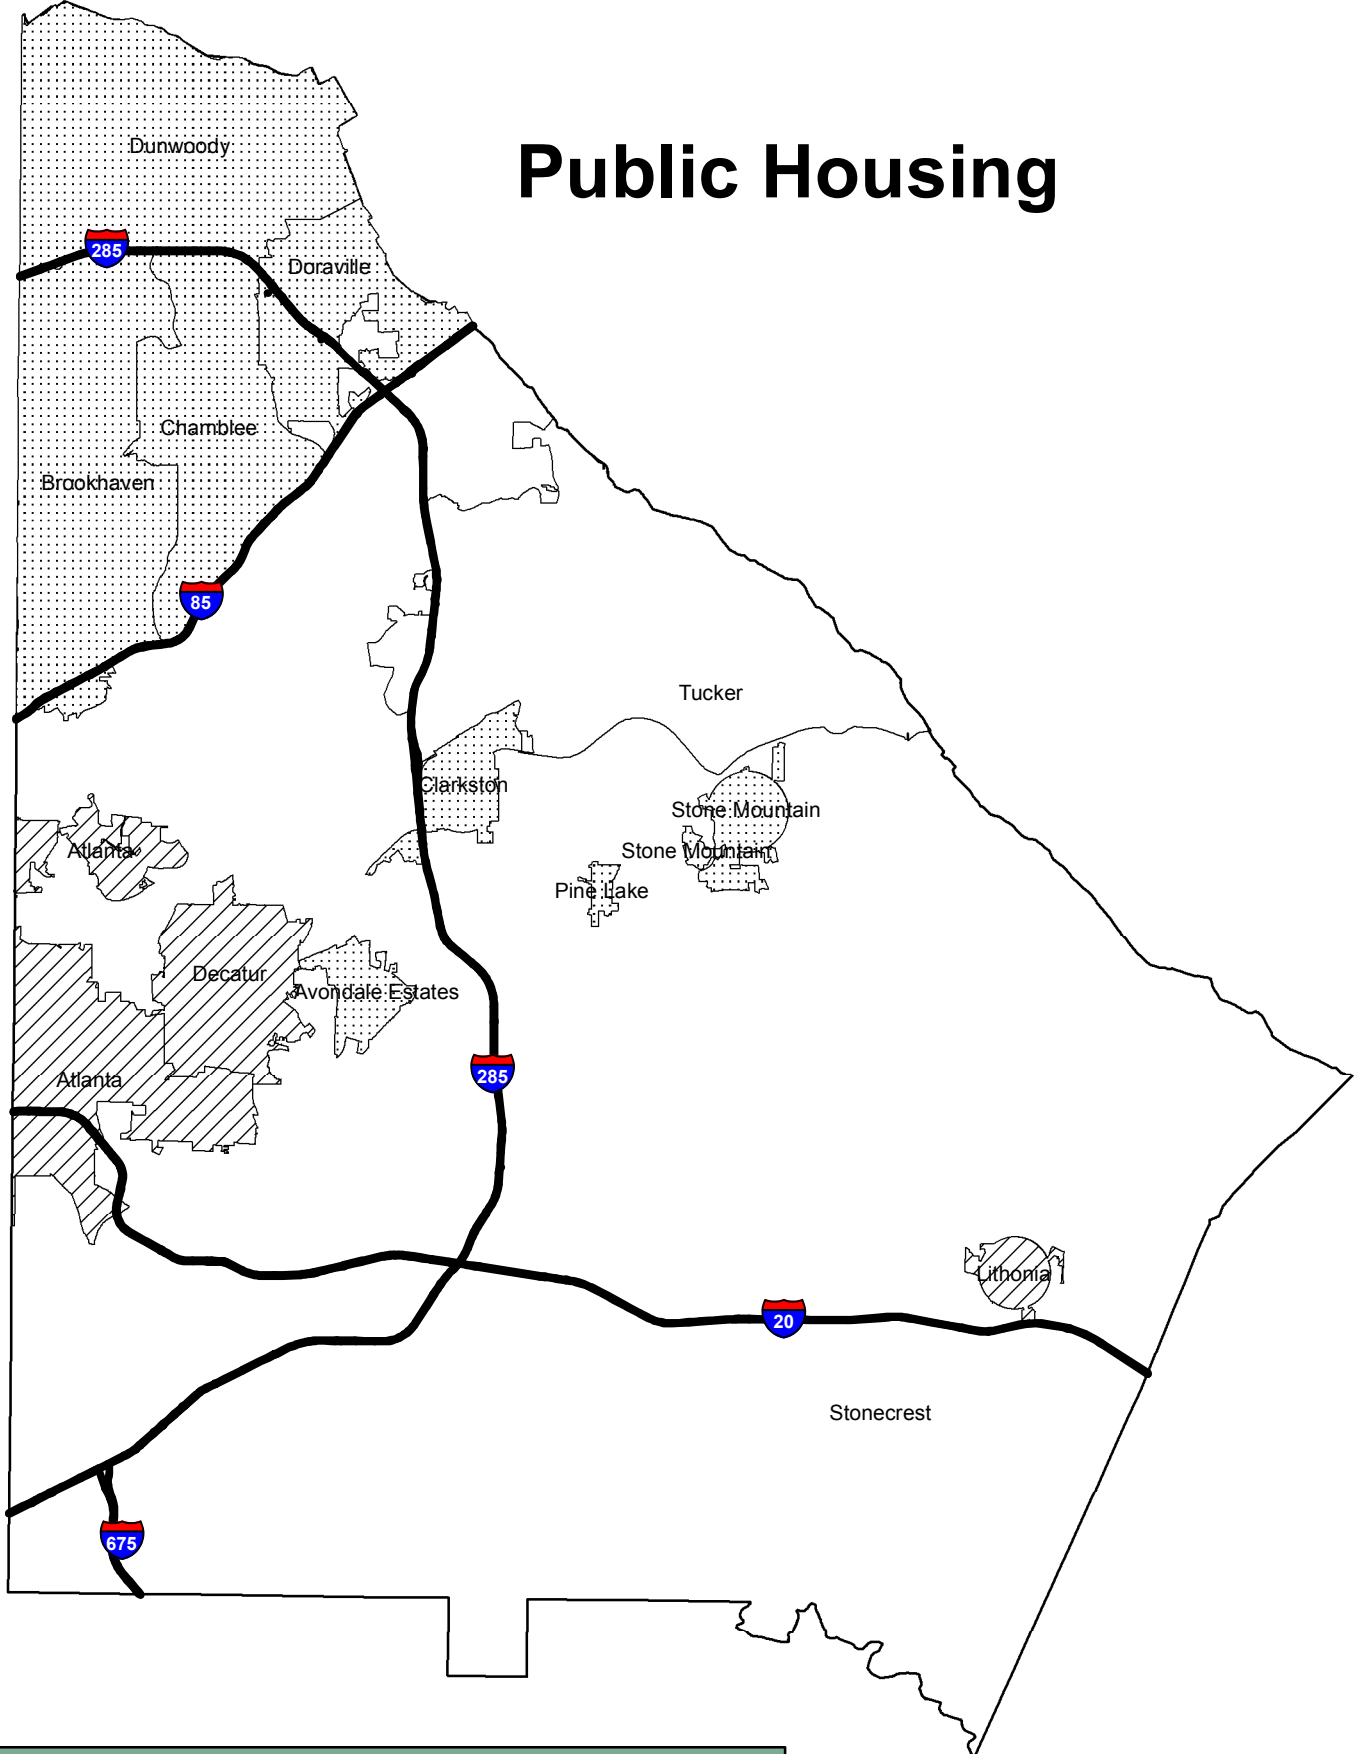 Dunwoody
Public Housing
285
Doraville
Chamblee
Brookhaven
85
Tucker
Clarkston
Stone Mountain
Atlanta
Stone Mountain
Pine Lake
Decatur
Avondale Estates
285
Atlanta
Lithonia
20
Stonecrest
675